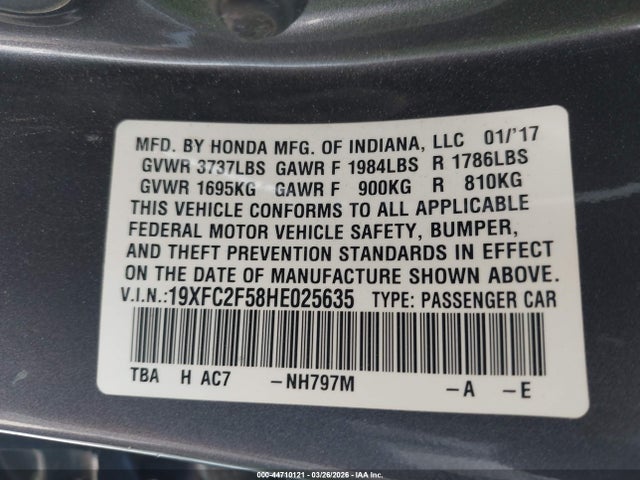 MFD. BY HONDA MFG. OF INDIANA, LLC 01/'17
GVWR 3737LBS GAWR F 1984LBS R 1786LBS
GVWR 1695KG GAWR F 900KG R 810KG
THIS VEHICLE CONFORMS TO ALL APPLICABLE
FEDERAL MOTOR VEHICLE SAFETY, BUMPER,
AND THEFT PREVENTION STANDARDS IN EFFECT
ON THE DATE OF MANUFACTURE SHOWN ABOVE.
V.I.N.:19XFC2F58HE025635 TYPE: PASSENGER CAR
TBA H AC7 -NH797M -A -E
© - 44710121 - 03/26/2026 - IAA Inc.